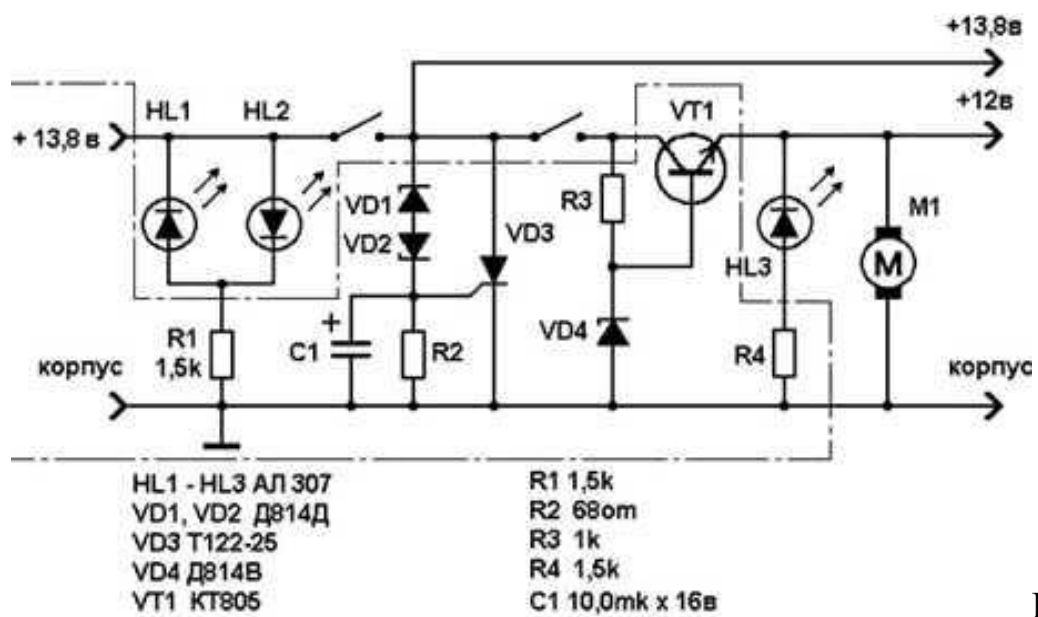 +13,8в
HL1 HL2 VT1 +12в
+ 13,8 в
VD1 R3 M1
VD2 VD3
M
HL3
R1 C1 + R2 VD4 R4
1,5k
корпус корпус
HL1 - HL3 АЛ 307 R1 1,5k
VD1, VD2 Д814Д R2 68om
VD3 Т122-25 R3 1k
VD4 Д814В R4 1,5k
VT1 КТ805 C1 10,0mk x 16в